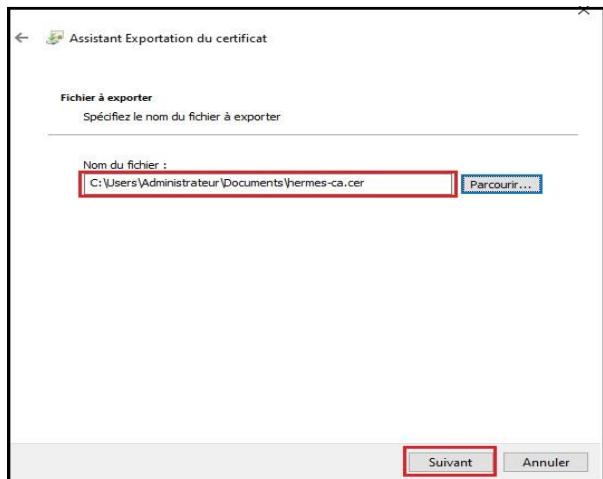 Assistant Exportation du certificat
Fichier à exporter
Spécifiez le nom du fichier à exporter
Nom du fichier :
C:\Users\Administrateur\Documents\hermes-ca.cer
Parcourir...
Suivant
Annuler